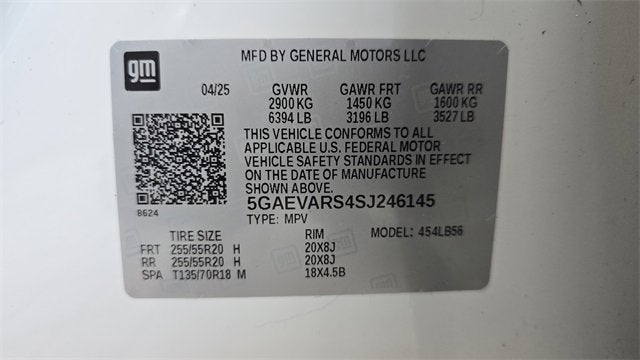 gm
MFD BY GENERAL MOTORS LLC
04/25 GVWR GAWR FRT GAWR RR
2900 KG 1450 KG 1600 KG
6394 LB 3196 LB 3527 LB
THIS VEHICLE CONFORMS TO ALL
APPLICABLE U.S. FEDERAL MOTOR
VEHICLE SAFETY STANDARDS IN EFFECT
ON THE DATE OF MANUFACTURE
SHOWN ABOVE.
8624
5GAEVARS4SJ246145
TYPE: MPV MODEL: 454LB56
TIRE SIZE RIM
FRT 255/55R20 H 20X8J
RR 255/55R20 H 20X8J
SPA T135/70R18 M 18X4.5B